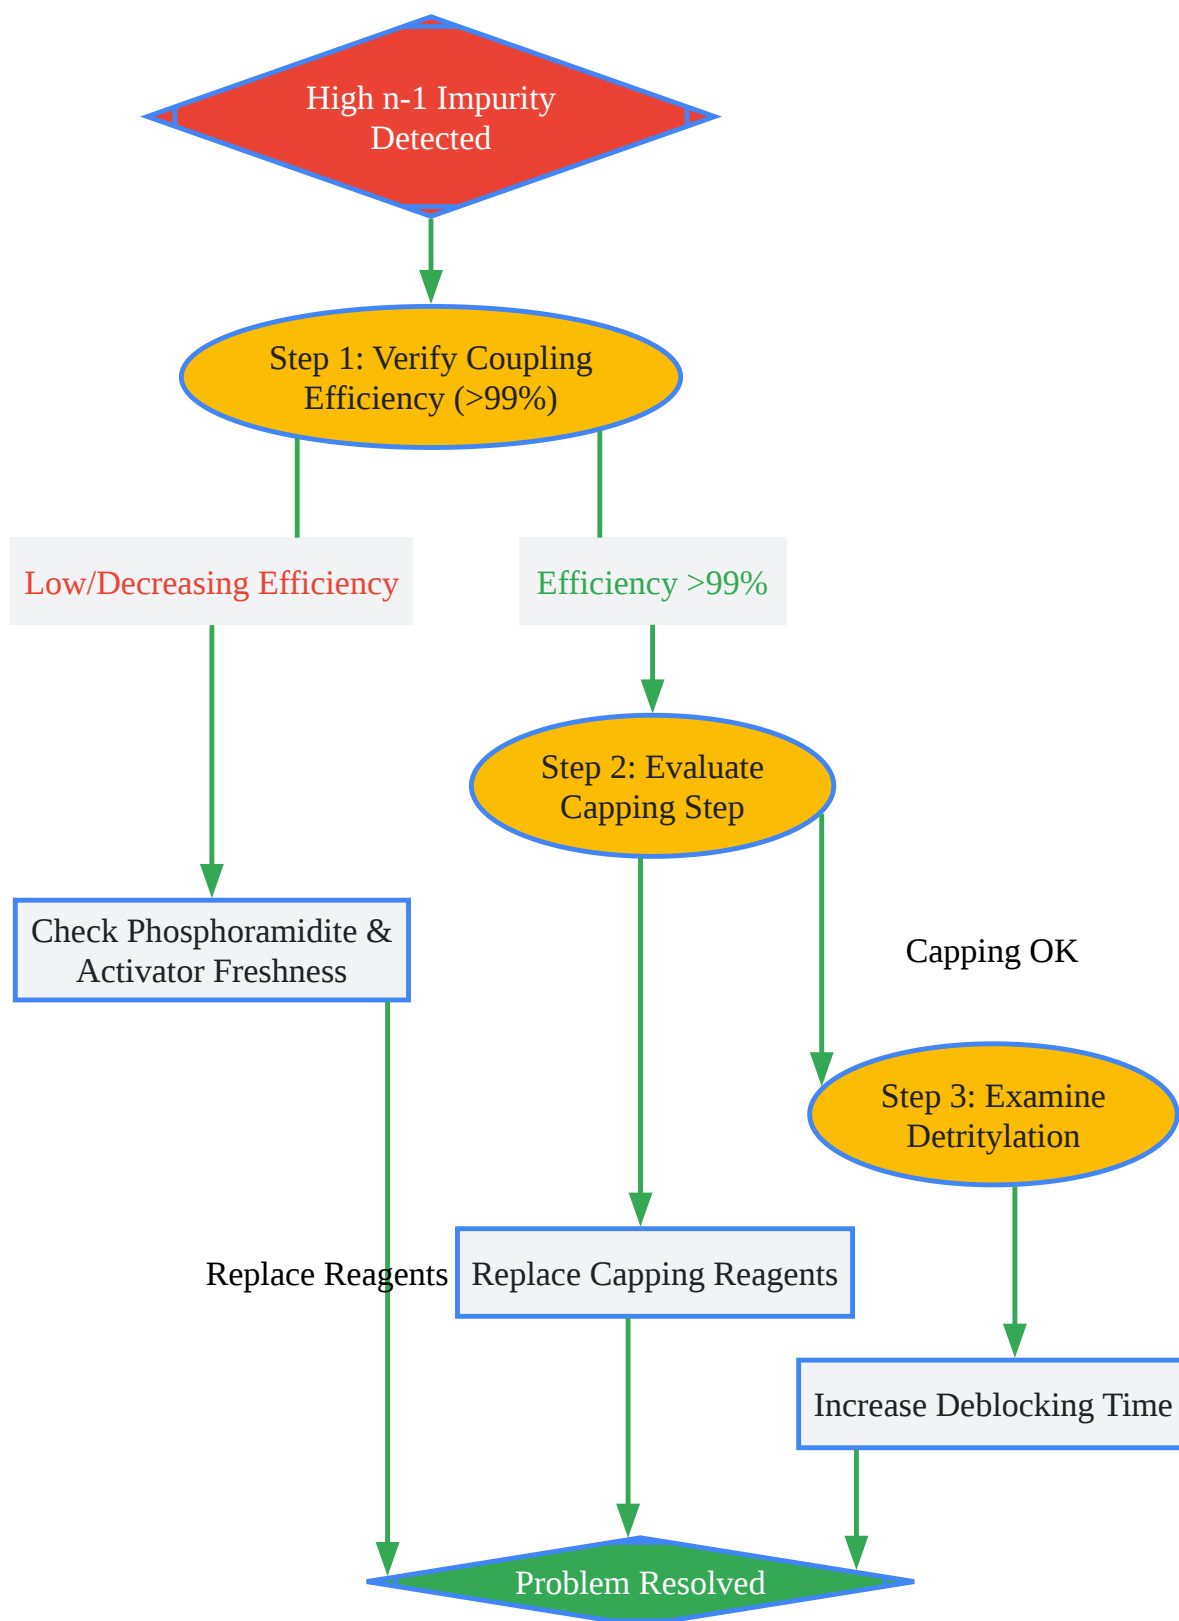 High n-1 Impurity
Detected
Step 1: Verify Coupling
Efficiency (>99%)
Low/Decreasing Efficiency
Efficiency >99%
Step 2: Evaluate
Capping Step
Check Phosphoramidite &
Activator Freshness
Capping OK
Step 3: Examine
Detritylation
Replace Reagents
Replace Capping Reagents
Increase Deblocking Time
Problem Resolved